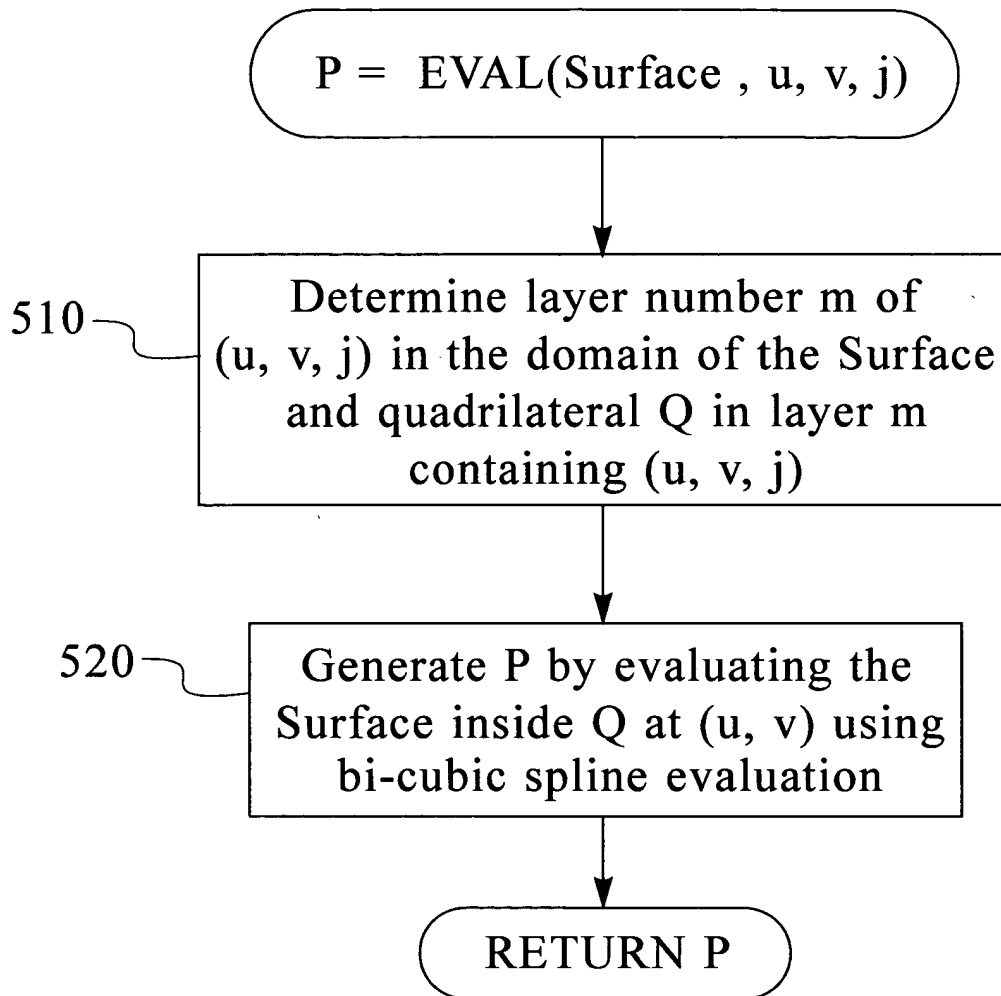 P = EVAL(Surface , u, v, j)
510
Determine layer number m of
(u, v, j) in the domain of the Surface
and quadrilateral Q in layer m
containing (u, v, j)
520
Generate P by evaluating the
Surface inside Q at (u, v) using
bi-cubic spline evaluation
RETURN P